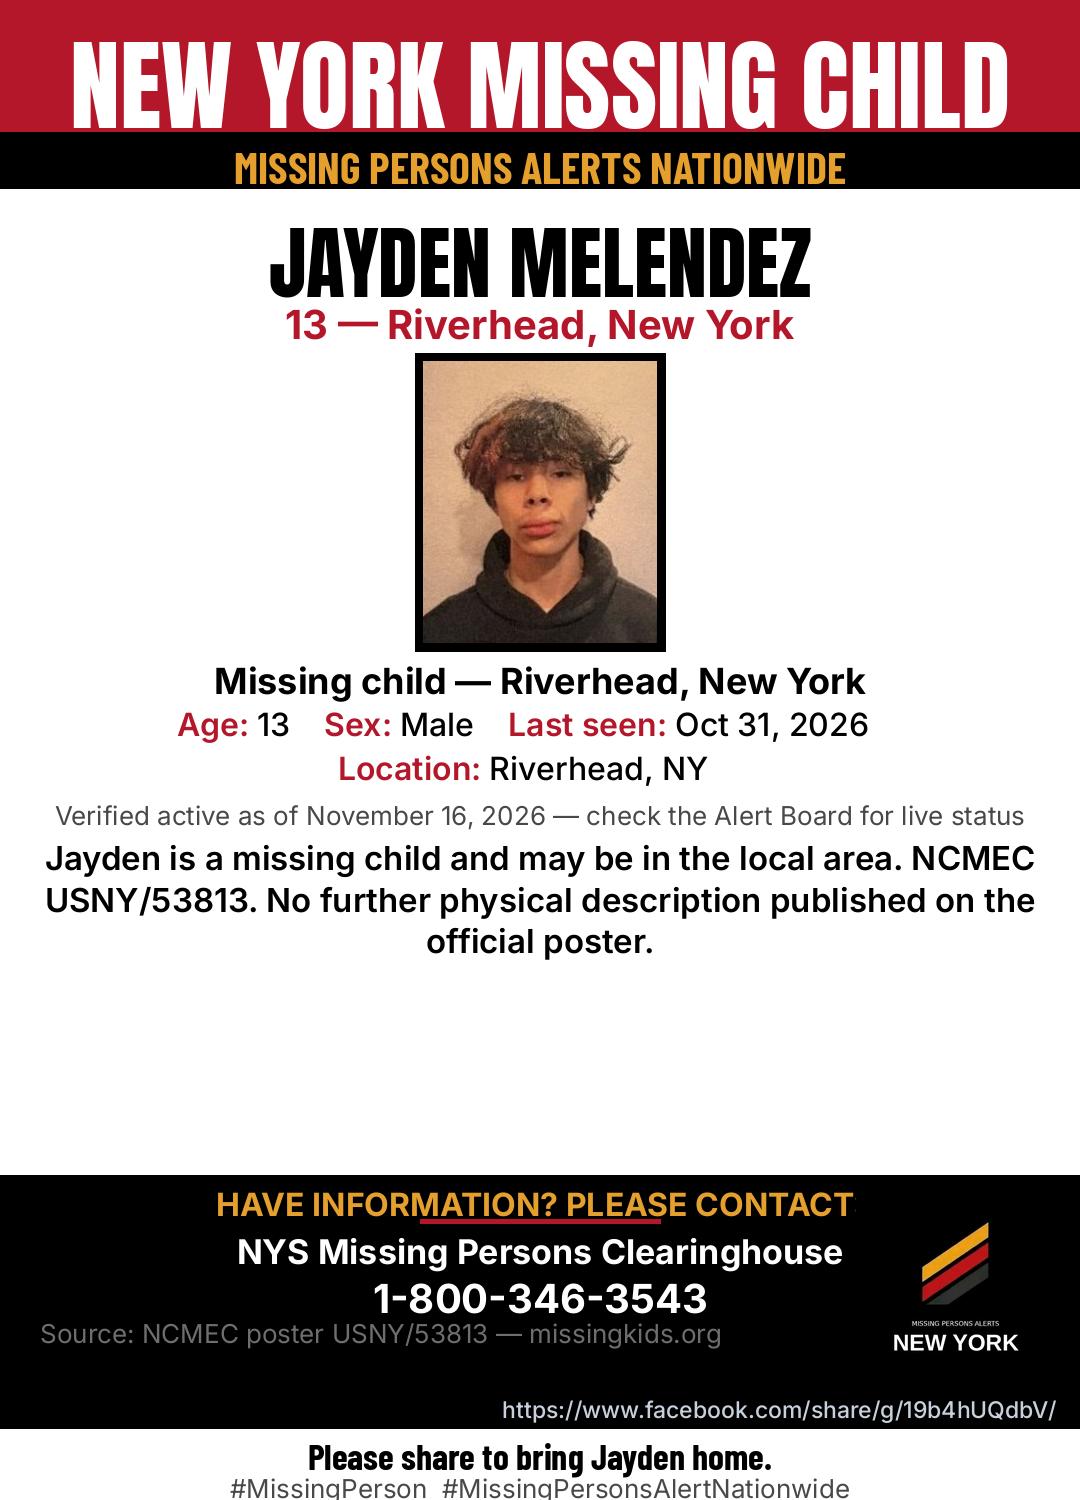 NEW YORK MISSING CHILD
MISSING PERSONS ALERTS NATIONWIDE
JAYDEN MELENDEZ
13 — Riverhead, New York
Missing child — Riverhead, New York
Age: 13 Sex: Male Last seen: Oct 31, 2026
Location: Riverhead, NY
Verified active as of November 16, 2026 — check the Alert Board for live status
Jayden is a missing child and may be in the local area. NCMEC
USNY/53813. No further physical description published on the
official poster.
HAVE INFORMATION? PLEASE CONTACT:
NYS Missing Persons Clearinghouse
1-800-346-3543
Source: NCMEC poster USNY/53813 — missingkids.org
MISSING PERSONS ALERTS
NEW YORK
https://www.facebook.com/share/g/19b4hUQdbV/
Please share to bring Jayden home.
#MissingPerson #MissingPersonsAlertNationwide